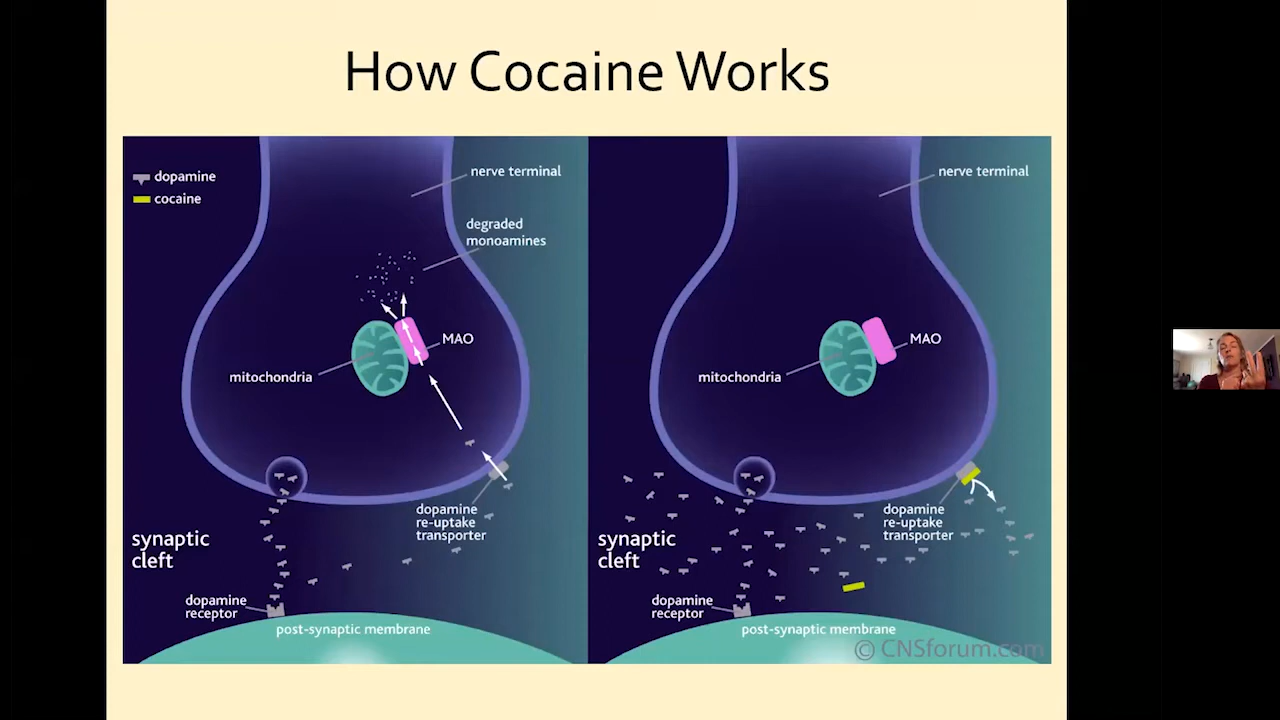 How Cocaine Works
dopamine
cocaine
nerve terminal
degraded
monoamines
MAO
mitochondria
dopamine
re-uptake
transporter
synaptic
cleft
dopamine
receptor
post-synaptic membrane
nerve terminal
MAO
mitochondria
dopamine
re-uptake
transporter
synaptic
cleft
dopamine
receptor
post-synaptic membrane
© CNSforum.com